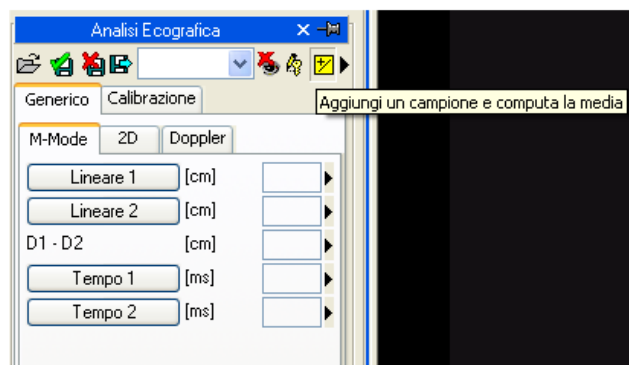 Analisi Ecografica
Generico Calibrazione
Aggiungi un campione e computa la media
M-Mode 2D Doppler
Lineare 1 [cm]
Lineare 2 [cm]
D1 - D2 [cm]
Tempo 1 [ms]
Tempo 2 [ms]